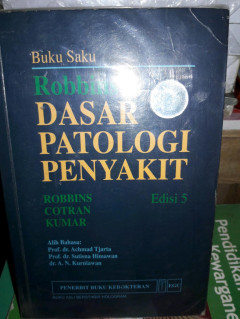 Buku Saku
Robbins
DASAR
PATOLOGI
PENYAKIT
ROBBINS
COTRAN
KUMAR
Edisi 5
Alih Bahasa:
Prof. dr. Achmad Tjarta
Prof. dr. Sutisna Himawan
dr. A. N. Kurniawan
PENERBIT BUKU KEDOKTERAN
EGC
pendidikan
kewargane